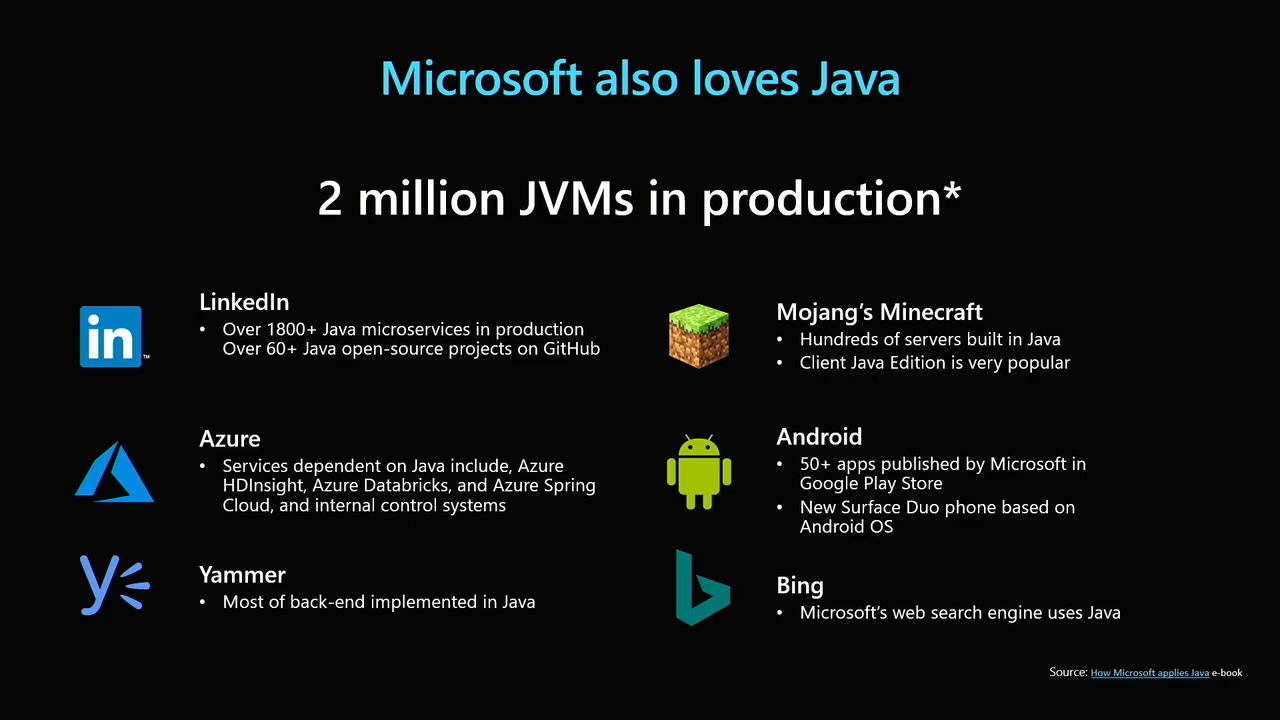 Microsoft also loves Java
2 million JVMs in production*
in™
LinkedIn
• Over 1800+ Java microservices in production
Over 60+ Java open-source projects on GitHub
Azure
• Services dependent on Java include, Azure
HDInsight, Azure Databricks, and Azure Spring
Cloud, and internal control systems
Yammer
• Most of back-end implemented in Java
Mojang’s Minecraft
• Hundreds of servers built in Java
• Client Java Edition is very popular
Android
• 50+ apps published by Microsoft in
Google Play Store
• New Surface Duo phone based on
Android OS
Bing
• Microsoft’s web search engine uses Java
Source: How Microsoft applies Java e-book